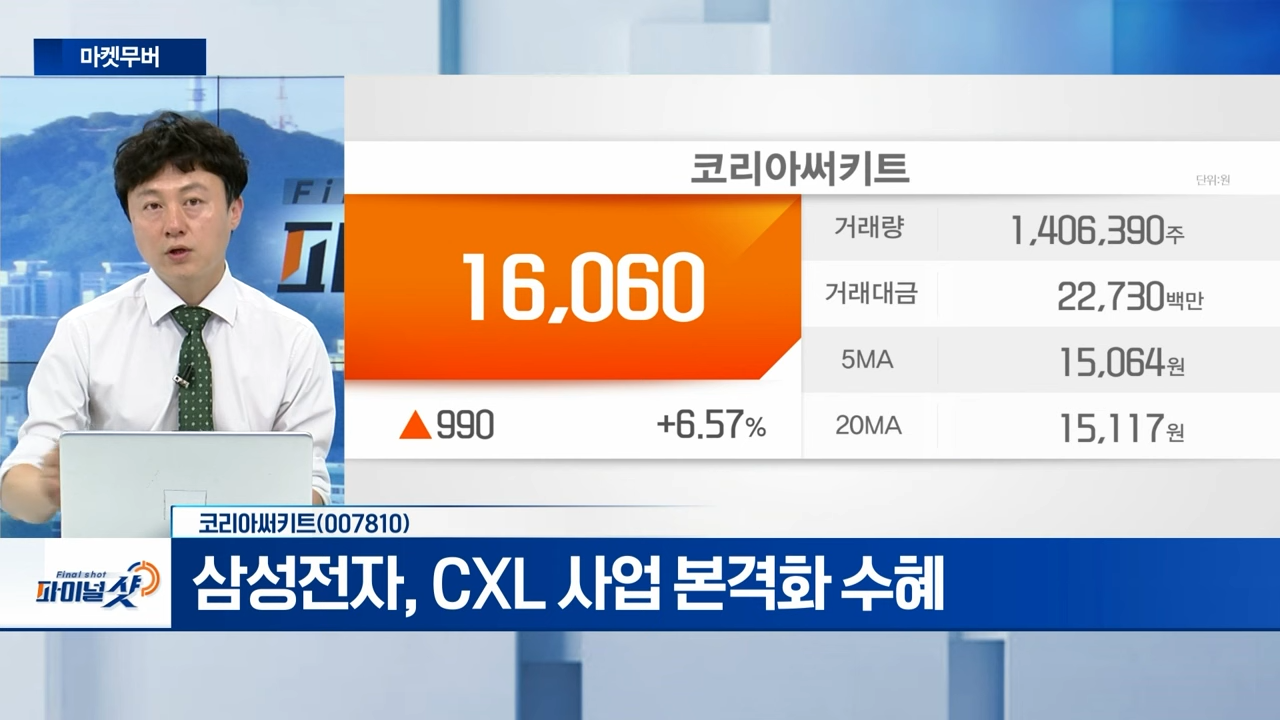 마켓무버
Fi
파
코리아써키트
단위:원
16,060
▲990 +6.57%
거래량 1,406,390주
거래대금 22,730백만
5MA 15,064원
20MA 15,117원
코리아써키트(007810)
Final shot
파이널샷
삼성전자, CXL 사업 본격화 수혜